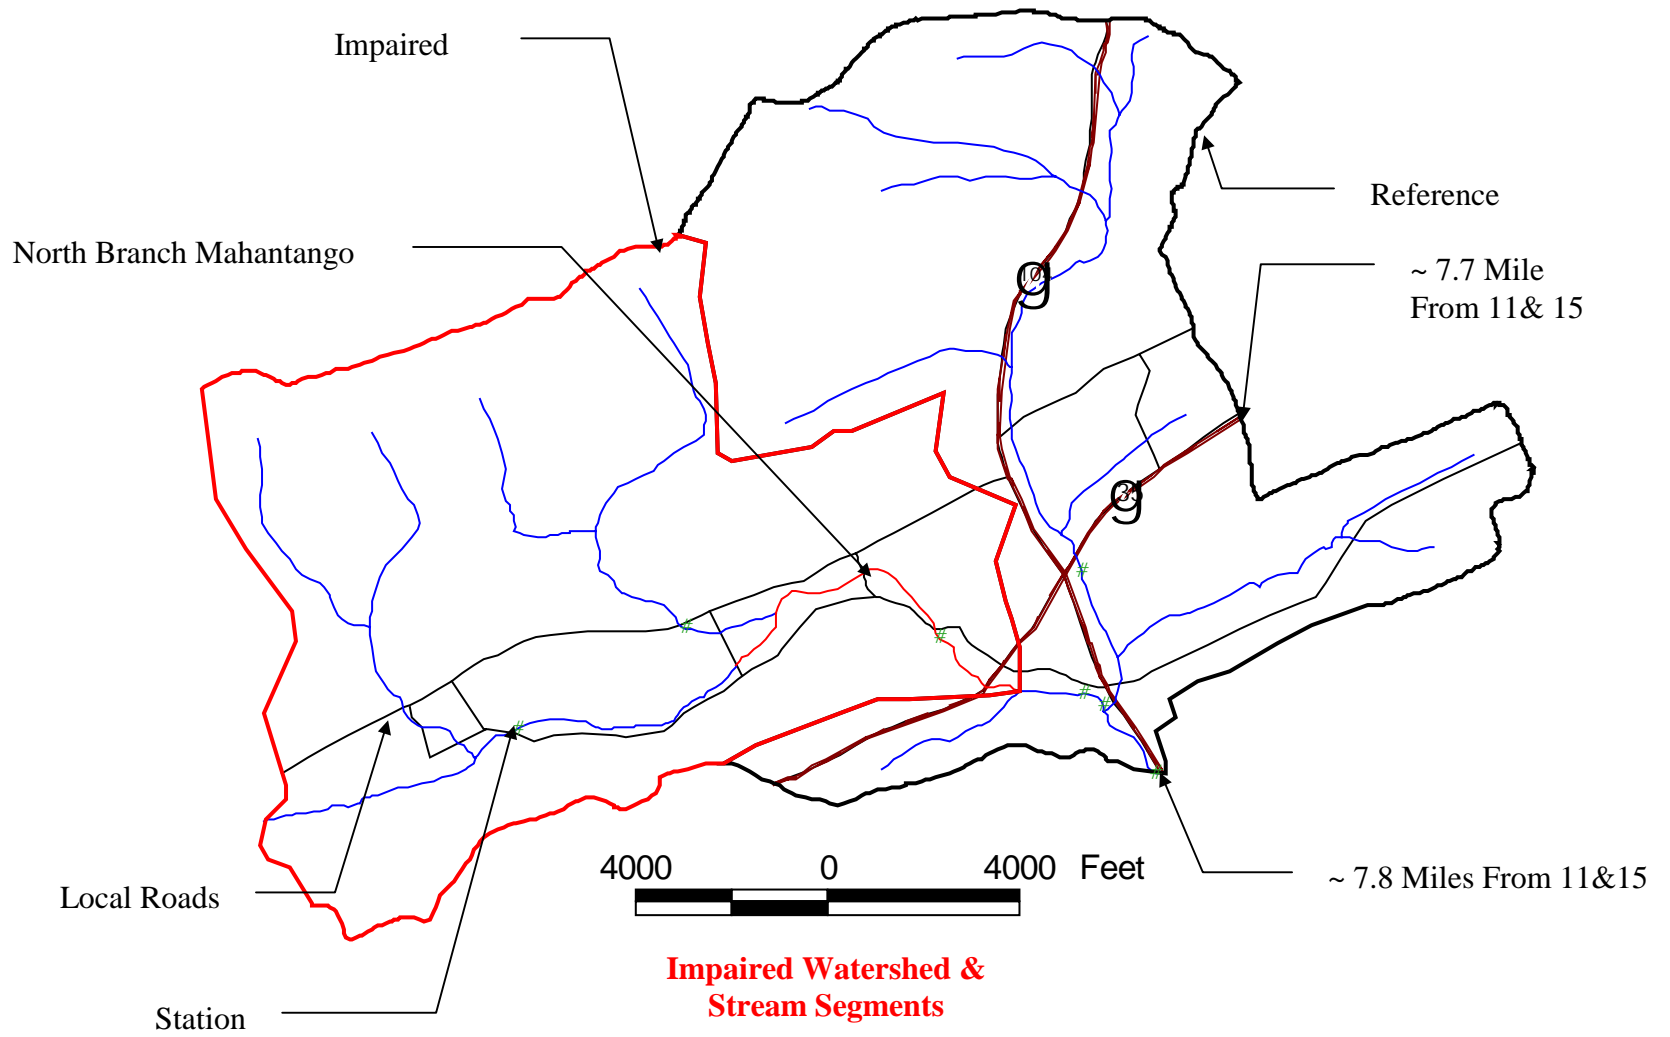 Impaired
Reference
North Branch Mahantango
~ 7.7 Mile
From 11& 15
4000 0 4000 Feet
~ 7.8 Miles From 11&15
Local Roads
Impaired Watershed &
Stream Segments
Station